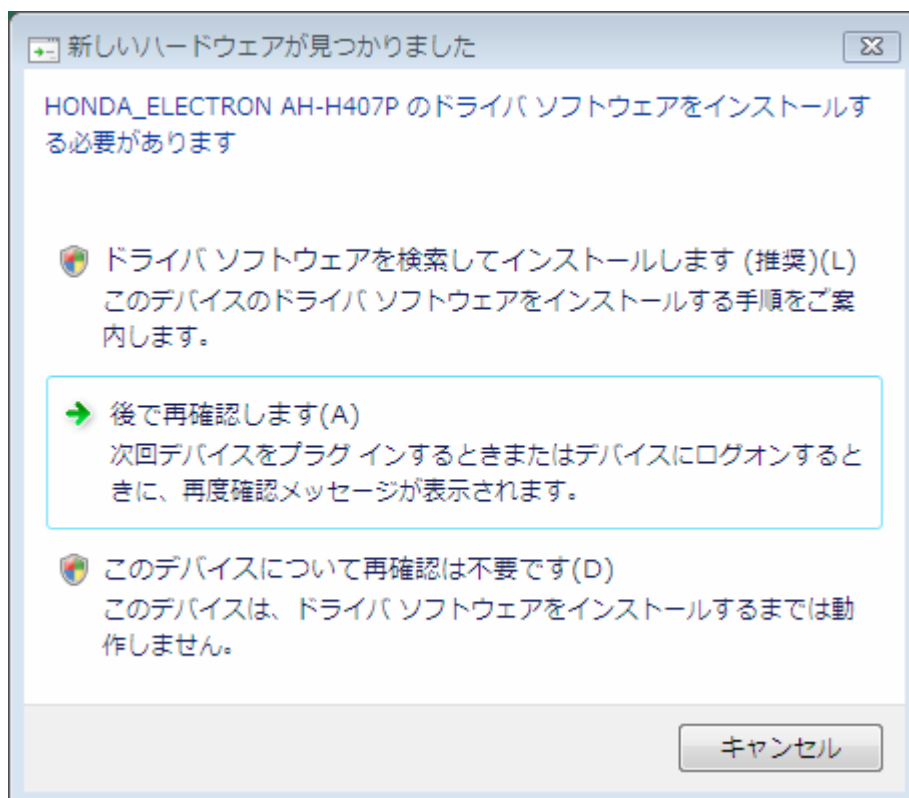 新しいハードウェアが見つかりました
HONDA_ELECTRON AH-H407P のドライバ ソフトウェアをインストールす
る必要があります
ドライバ ソフトウェアを検索してインストールします (推奨)(L)
このデバイスのドライバ ソフトウェアをインストールする手順をご案
内します。
後で再確認します(A)
次回デバイスをプラグ インするときまたはデバイスにログオンすると
きに、再度確認メッセージが表示されます。
このデバイスについて再確認は不要です(D)
このデバイスは、ドライバ ソフトウェアをインストールするまでは動
作しません。
キャンセル